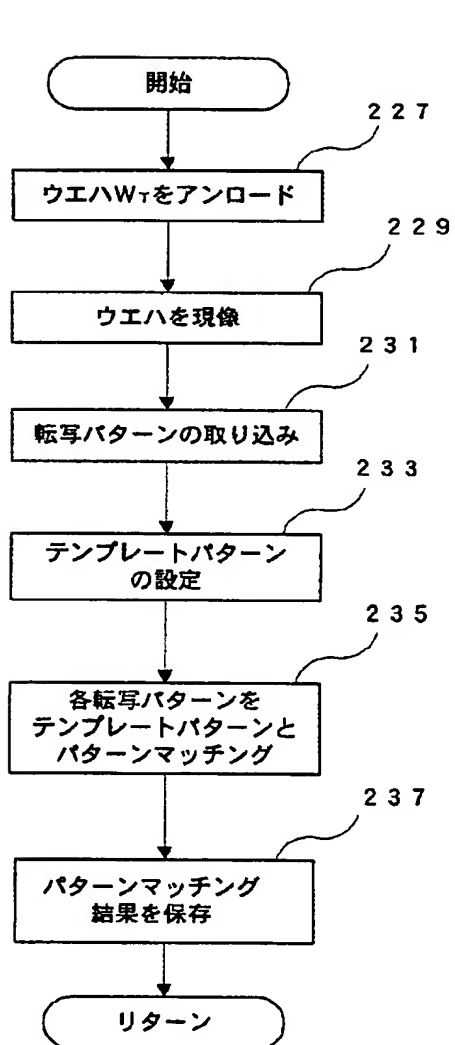 開始
227
ウエハWTをアンロード
229
ウエハを現像
231
転写パターンの取り込み
233
テンプレートパターン
の設定
235
各転写パターンを
テンプレートパターンと
パターンマッチング
237
パターンマッチング
結果を保存
リターン